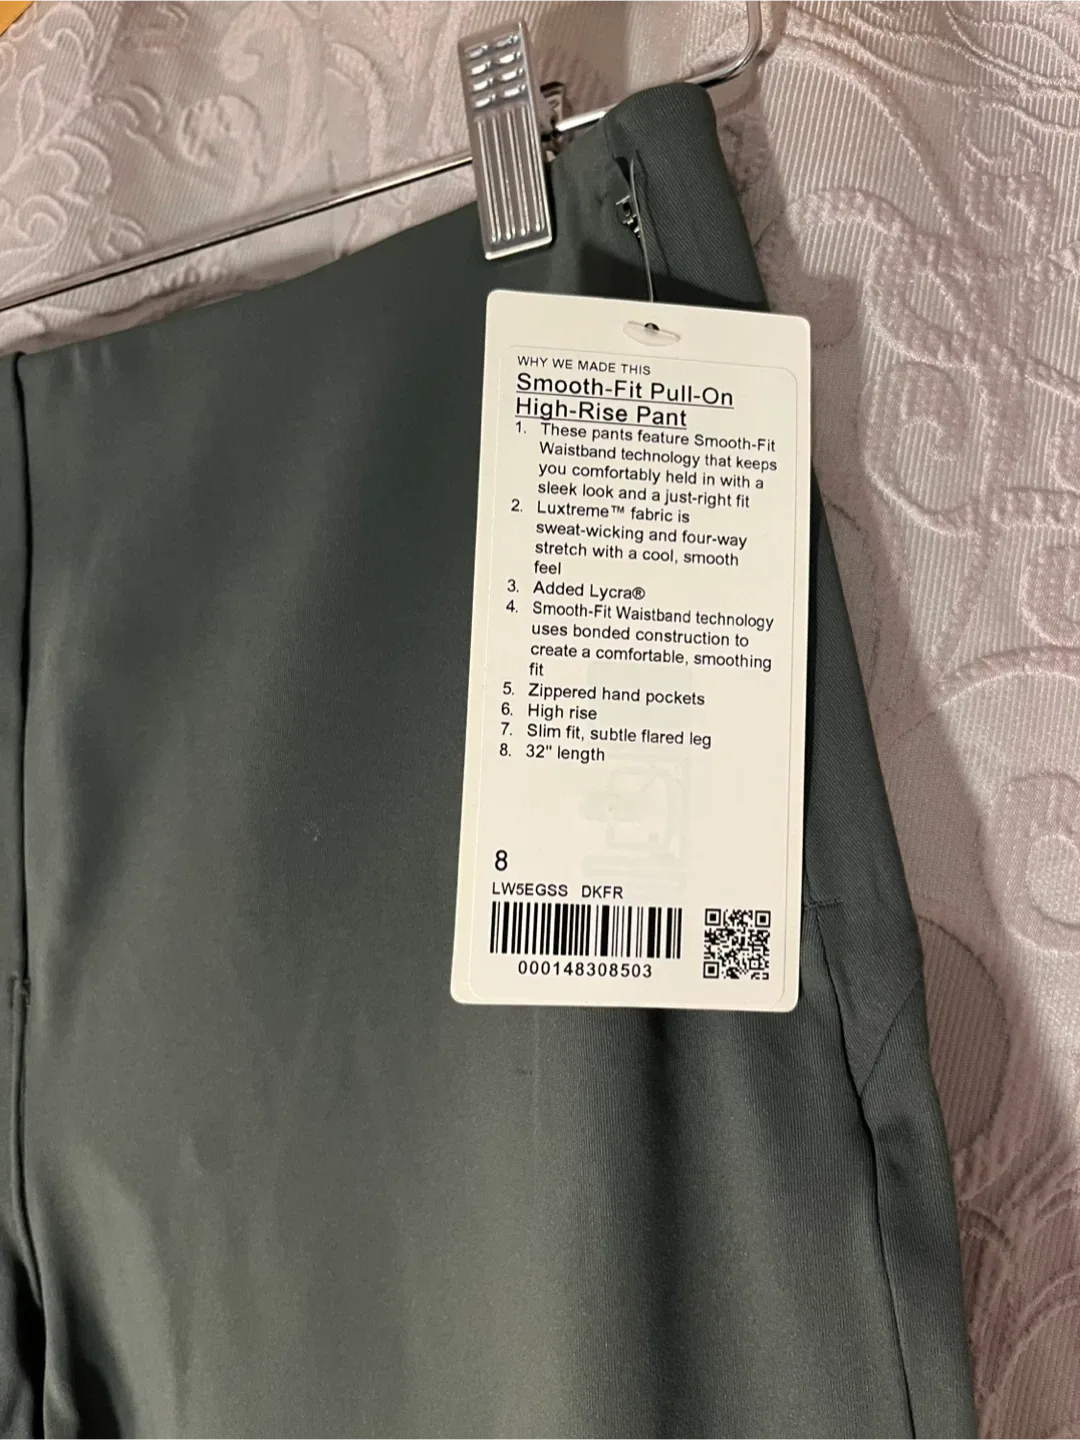 WHY WE MADE THIS
Smooth-Fit Pull-On
High-Rise Pant
1. These pants feature Smooth-Fit
Waistband technology that keeps
you comfortably held in with a
sleek look and a just-right fit
2. Luxtreme™ fabric is
sweat-wicking and four-way
stretch with a cool, smooth
feel
3. Added Lycra®
4. Smooth-Fit Waistband technology
uses bonded construction to
create a comfortable, smoothing
fit
5. Zippered hand pockets
6. High rise
7. Slim fit, subtle flared leg
8. 32" length
8
LW5EGSS DKFR
000148308503